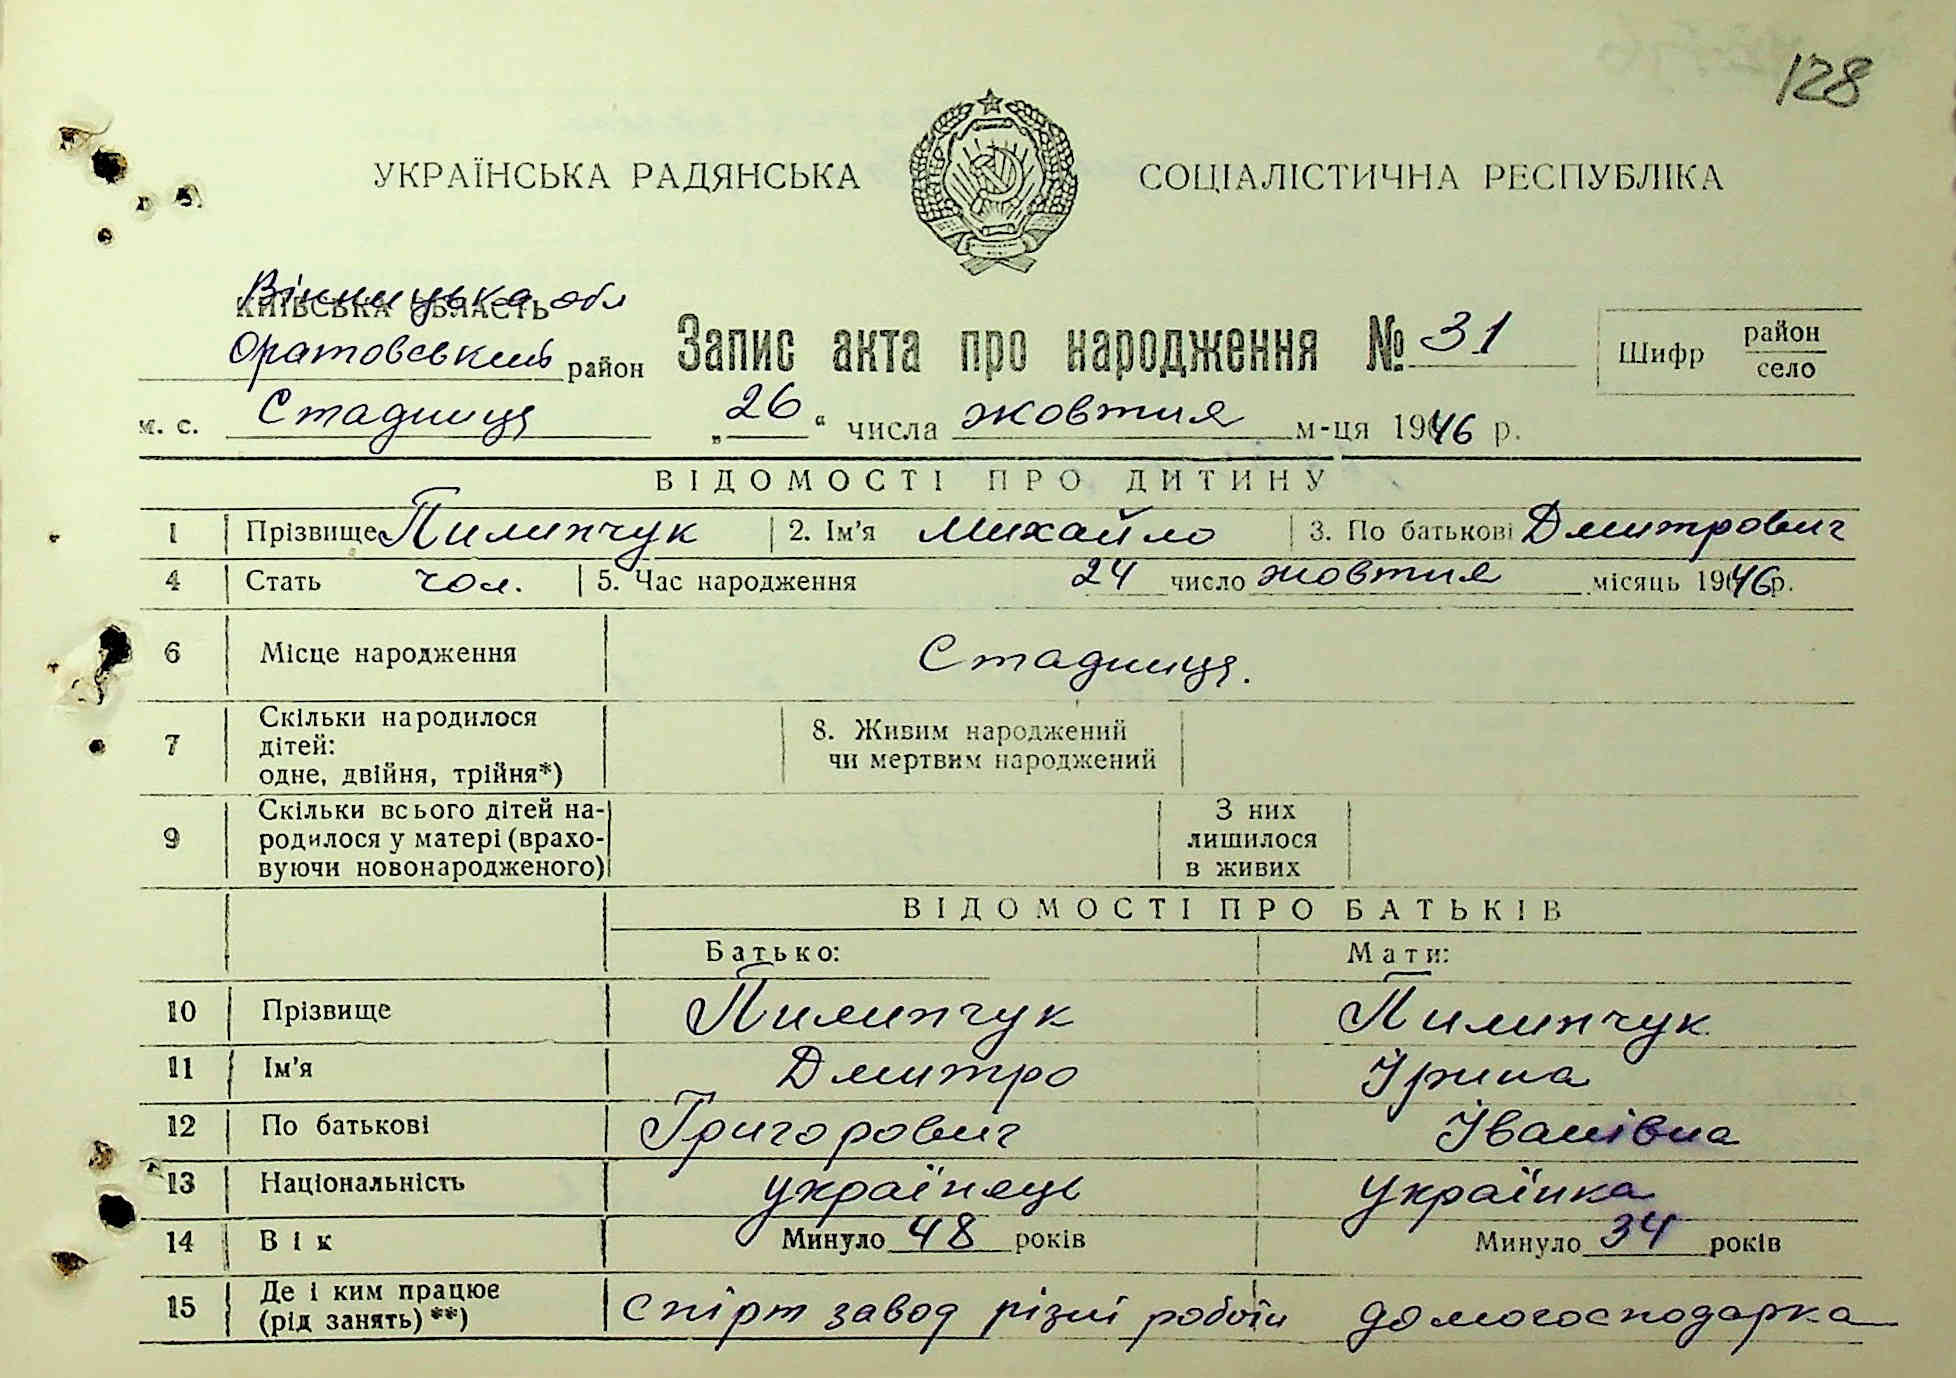 128
УКРАЇНСЬКА РАДЯНСЬКА СОЦІАЛІСТИЧНА РЕСПУБЛІКА
Вінницька обл
КИЇВСЬКА ОБЛАСТЬ
Оратовський район Запис акта про народження № 31 Шифр район село
м. с. Стадниця „26“ числа жовтня м-ця 1946 р.
ВІДОМОСТІ ПРО ДИТИНУ
1 Прізвище Пилипчук 2. Ім'я Михайло 3. По батькові Дмитрович
4 Стать чол. 5. Час народження 24 число жовтня місяць 1946 р.
6 Місце народження Стадниця.
7 Скільки народилося дітей: одне, двійня, трійня*) 8. Живим народжений чи мертвим народжений
9 Скільки всього дітей на-
родилося у матері (врахо-
вуючи новонародженого) З них лишилося в живих
ВІДОМОСТІ ПРО БАТЬКІВ
Батько: Мати:
10 Прізвище Пилипчук Пилипчук
11 Ім'я Дмитро Ірина
12 По батькові Григорович Іванівна
13 Національність українець українка
14 Вік Минуло 48 років Минуло 34 років
15 Де і ким працює (рід занять)**) спірт завод різні роботи домогосподарка